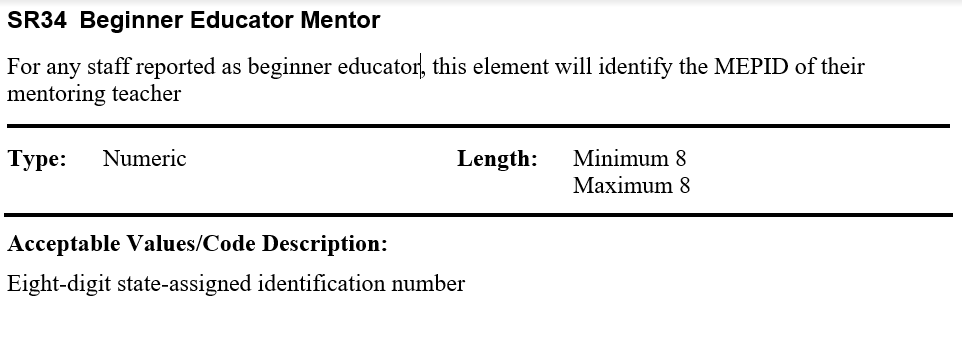 SR34 Beginner Educator Mentor
For any staff reported as beginner educator, this element will identify the MEPID of their
mentoring teacher
Type: Numeric Length: Minimum 8
Maximum 8
Acceptable Values/Code Description:
Eight-digit state-assigned identification number